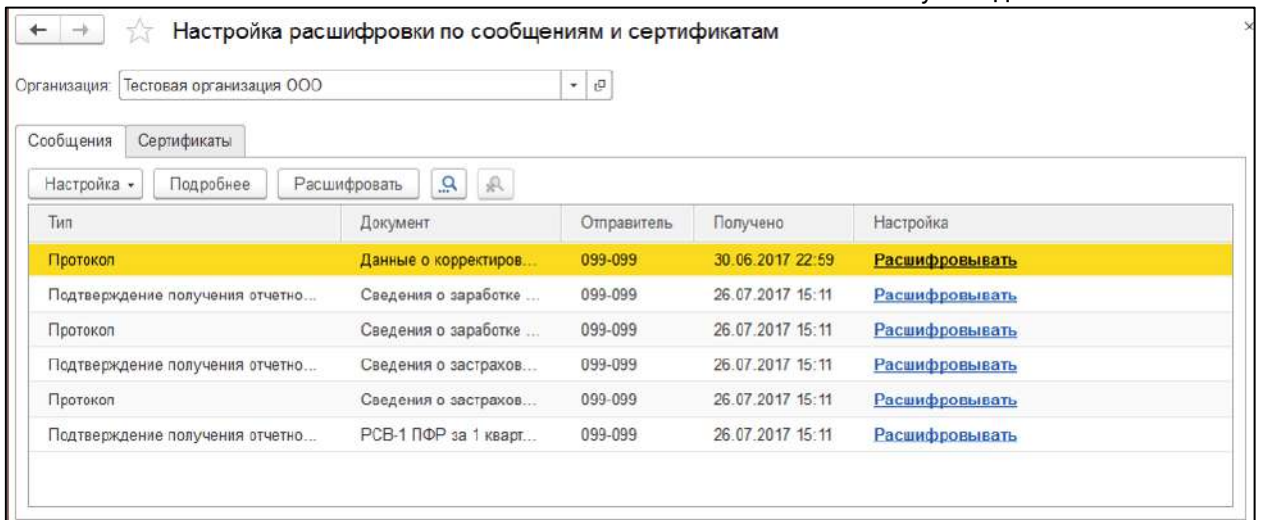 Настройка расшифровки по сообщениям и сертификатам
Организация: Тестовая организация ООО
Сообщения Сертификаты
Настройка Подробнее Расшифровать
Тип Документ Отправитель Получено Настройка
Протокол Данные о корректиров... 099-099 30.06.2017 22:59 Расшифровывать
Подтверждение получения отчетно... Сведения о заработке ... 099-099 26.07.2017 15:11 Расшифровывать
Протокол Сведения о заработке ... 099-099 26.07.2017 15:11 Расшифровывать
Подтверждение получения отчетно... Сведения о застрахов... 099-099 26.07.2017 15:11 Расшифровывать
Протокол Сведения о застрахов... 099-099 26.07.2017 15:11 Расшифровывать
Подтверждение получения отчетно... РСВ-1 ПФР за 1 кварт... 099-099 26.07.2017 15:11 Расшифровывать